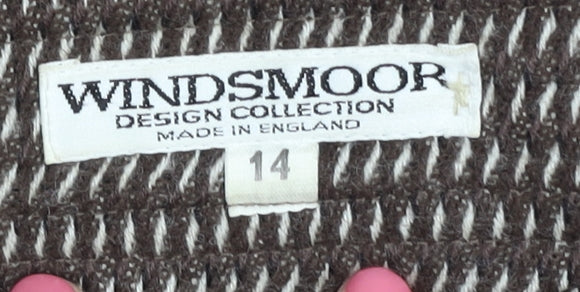 WINDSMOOR
DESIGN COLLECTION
MADE IN ENGLAND
14